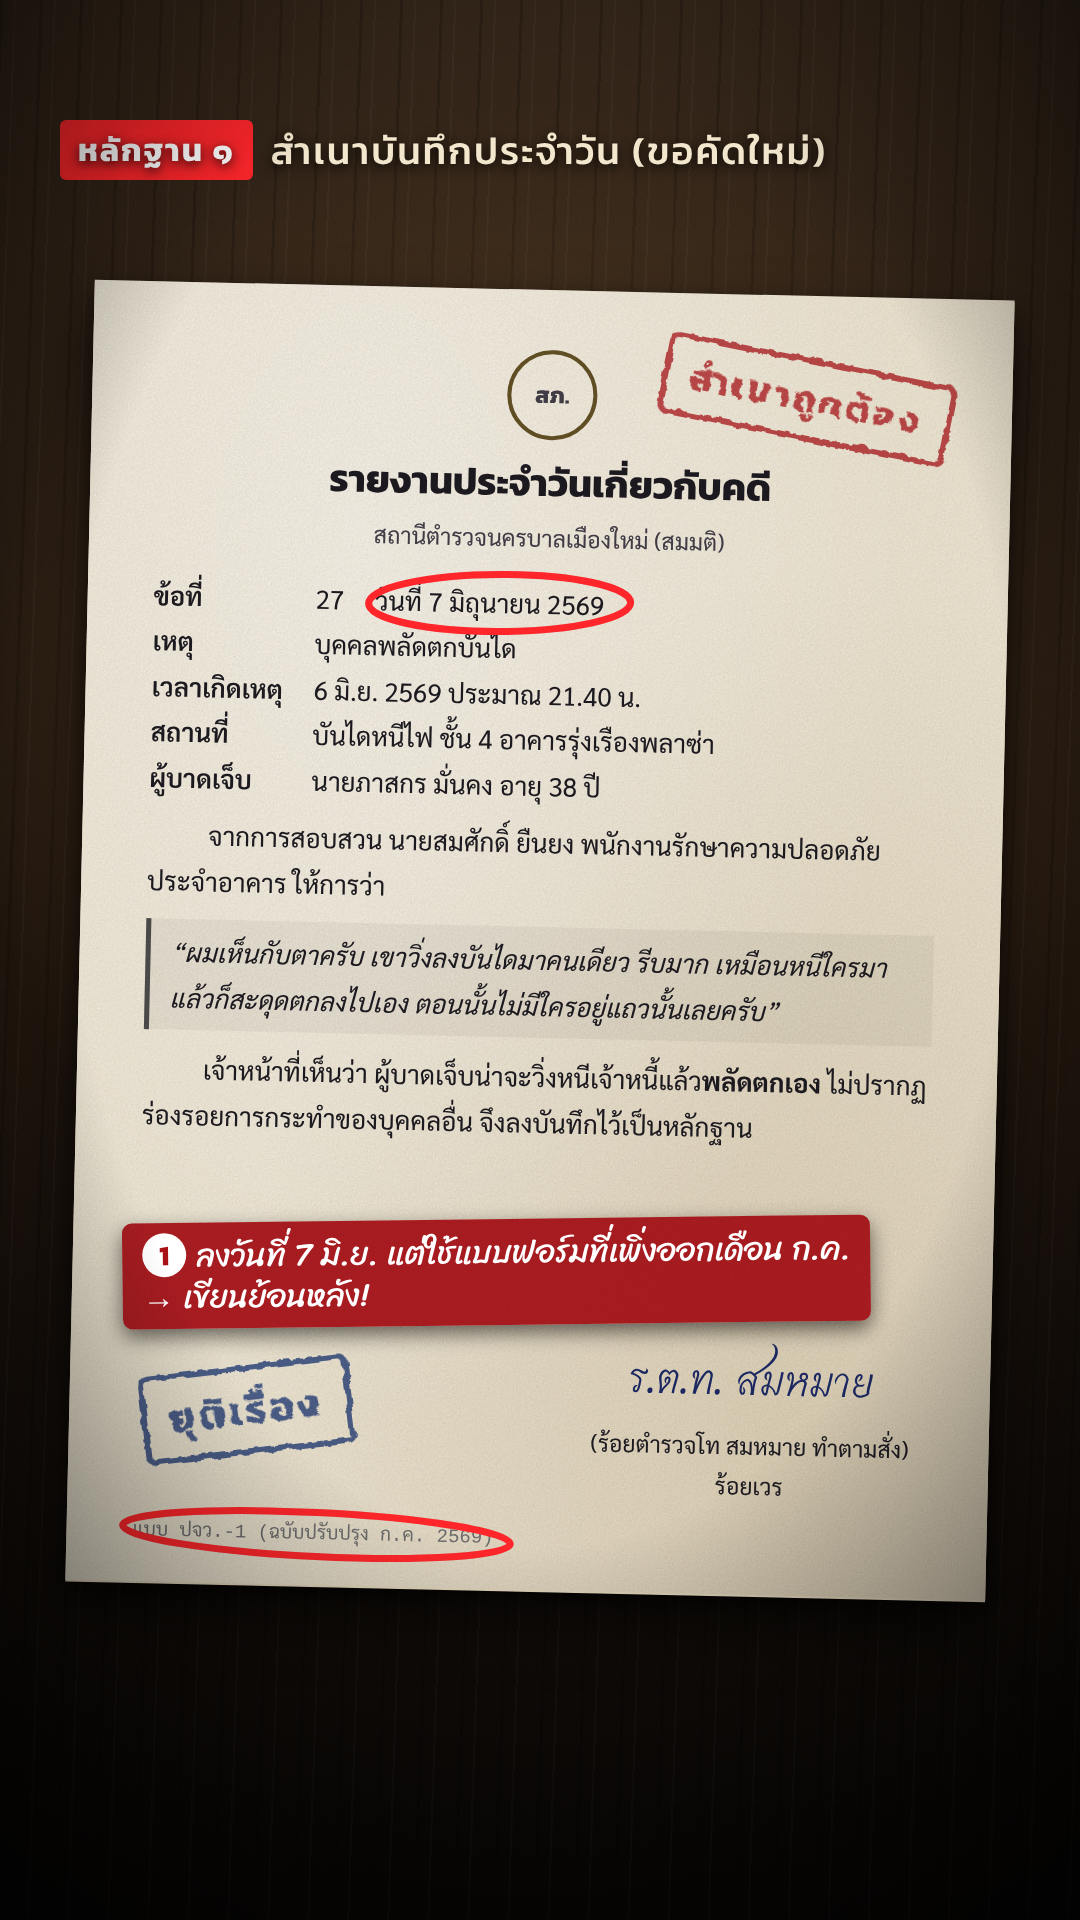 หลักฐาน ๑ สำเนาบันทึกประจำวัน (ขอคัดใหม่)
สำเนาถูกต้อง
สภ.
รายงานประจำวันเกี่ยวกับคดี
สถานีตำรวจนครบาลเมืองใหม่ (สมมติ)
ข้อที่ 27 วันที่ 7 มิถุนายน 2569
เหตุ บุคคลพลัดตกบันได
เวลาเกิดเหตุ 6 มิ.ย. 2569 ประมาณ 21.40 น.
สถานที่ บันไดหนีไฟ ชั้น 4 อาคารรุ่งเรืองพลาซ่า
ผู้บาดเจ็บ นายภาสกร มั่นคง อายุ 38 ปี
จากการสอบสวน นายสมศักดิ์ ยืนยง พนักงานรักษาความปลอดภัย
ประจำอาคาร ให้การว่า
“ผมเห็นกับตาครับ เขาวิ่งลงบันไดมาคนเดียว รีบมาก เหมือนหนีใครมา
แล้วก็สะดุดตกลงไปเอง ตอนนั้นไม่มีใครอยู่แถวนั้นเลยครับ”
เจ้าหน้าที่เห็นว่า ผู้บาดเจ็บน่าจะวิ่งหนีเจ้าหนี้แล้วพลัดตกเอง ไม่ปรากฏ
ร่องรอยการกระทำของบุคคลอื่น จึงลงบันทึกไว้เป็นหลักฐาน
1 ลงวันที่ 7 มิ.ย. แต่ใช้แบบฟอร์มที่เพิ่งออกเดือน ก.ค.
→ เขียนย้อนหลัง!
ยุติเรื่อง
ร.ต.ท. สมหมาย
(ร้อยตำรวจโท สมหมาย ทำตามสั่ง)
ร้อยเวร
แบบ ปจว.-1 (ฉบับปรับปรุง ก.ค. 2569)